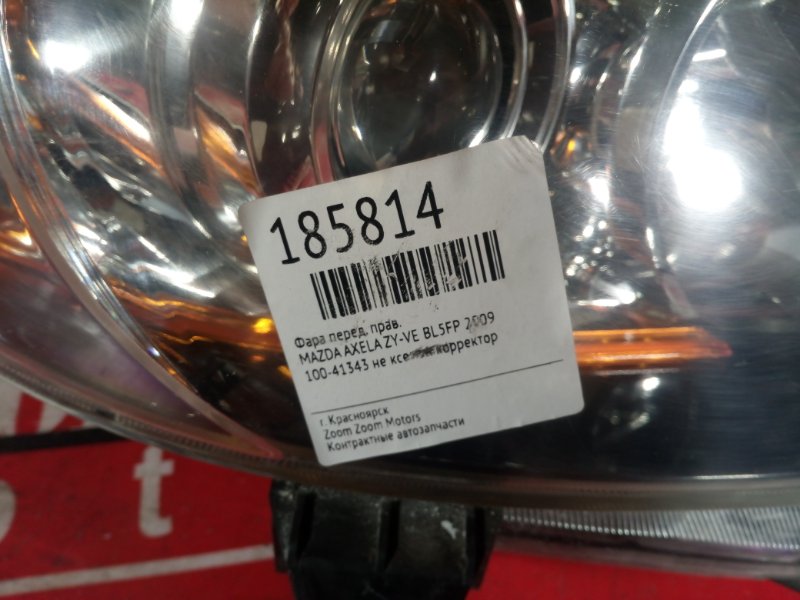 185814
Фара перед. прав.
MAZDA AXELA ZY-VE BL5FP 2009
100-41343 не корректор
г. Красноярск
Zoom Zoom Motors
Контрактные автозапчасти
t